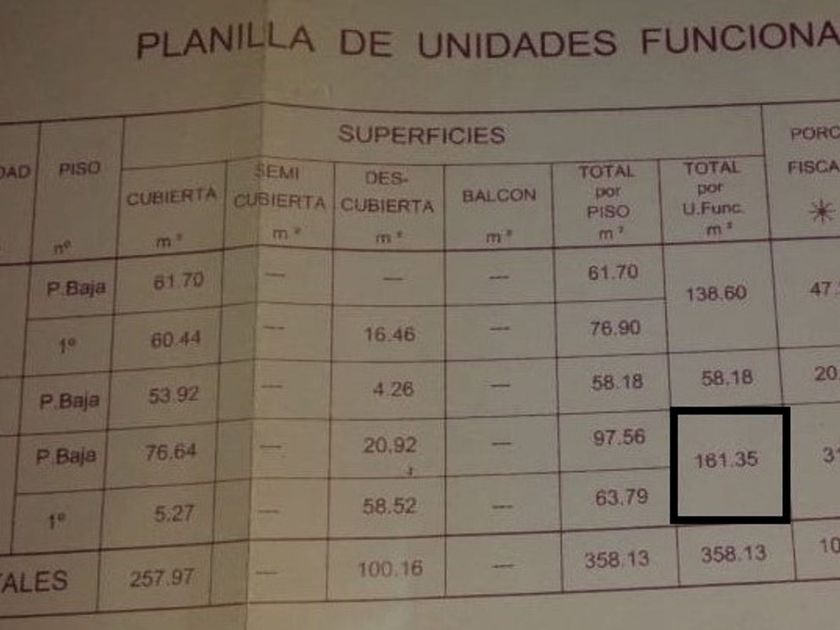 PLANILLA DE UNIDADES FUNCIONA
SUPERFICIES
DAD PISO nº CUBIERTA m² SEMI CUBIERTA m² DES- CUBIERTA m² BALCON m² TOTAL por PISO m² TOTAL por U.Func. m² PORC FISCA
P.Baja 61.70 --- --- --- 61.70 138.60 47.
1º 60.44 --- 16.46 --- 76.90
P.Baja 53.92 --- 4.26 --- 58.18 58.18 20.
P.Baja 76.64 --- 20.92 --- 97.56 161.35 31
1º 5.27 --- 58.52 --- 63.79
TALES 257.97 --- 100.16 --- 358.13 358.13 10